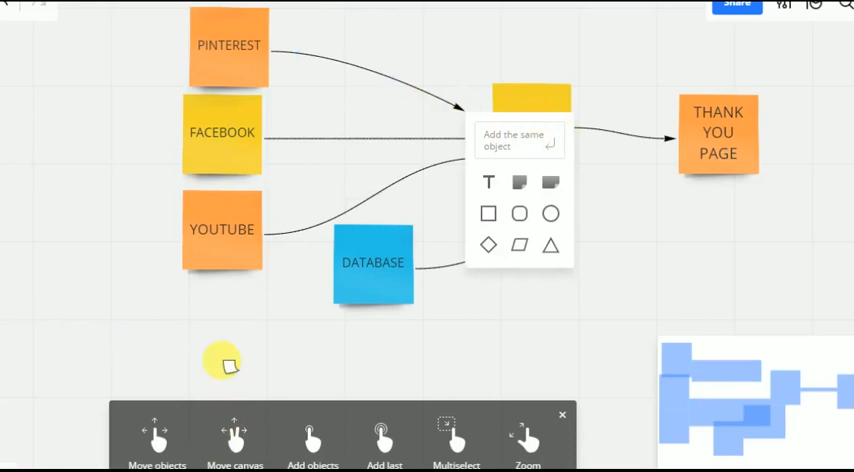 Share
PINTEREST
FACEBOOK
YOUTUBE
DATABASE
Add the same
object
T
THANK
YOU
PAGE
Move objects
Move canvas
Add objects
Add last
Multiselect
Zoom